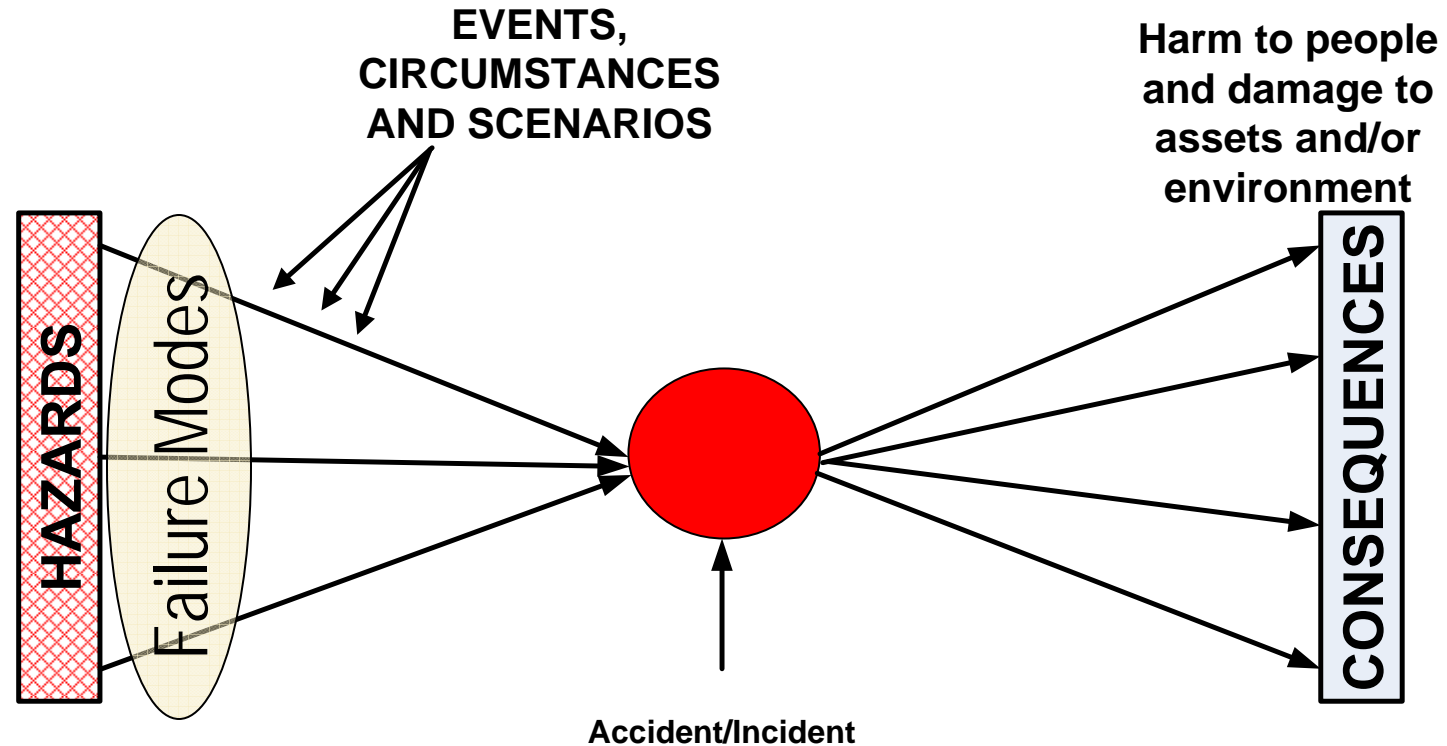 EVENTS,
CIRCUMSTANCES
AND SCENARIOS
Harm to people
and damage to
assets and/or
environment
HAZARDS
Failure Modes
CONSEQUENCES
Accident/Incident